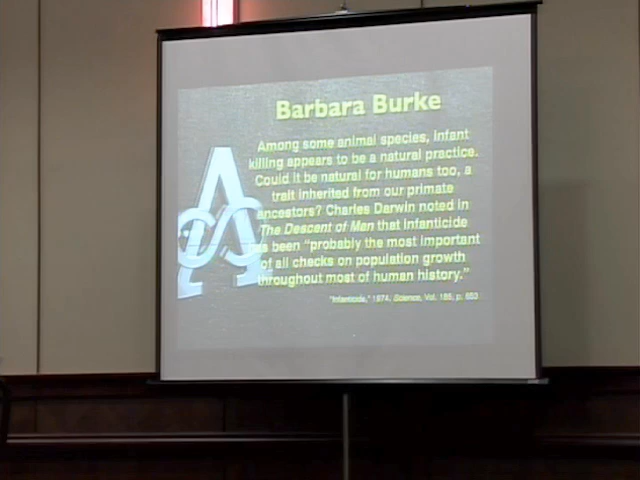 Barbara Burke
Among some animal species, infant
killing appears to be a natural practice.
Could it be natural for humans too, a
trait inherited from our primate
ancestors? Charles Darwin noted in
The Descent of Man that infanticide
has been "probably the most important
of all checks on population growth
throughout most of human history."
"Infanticide," 1974, Science, Vol. 185, p.